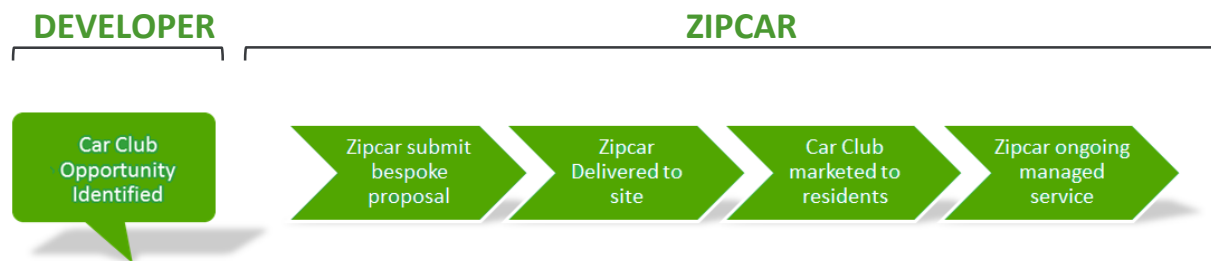 DEVELOPER
ZIPCAR
Car Club
Opportunity
Identified
Zipcar submit
bespoke
proposal
Zipcar
Delivered to
site
Car Club
marketed to
residents
Zipcar ongoing
managed
service